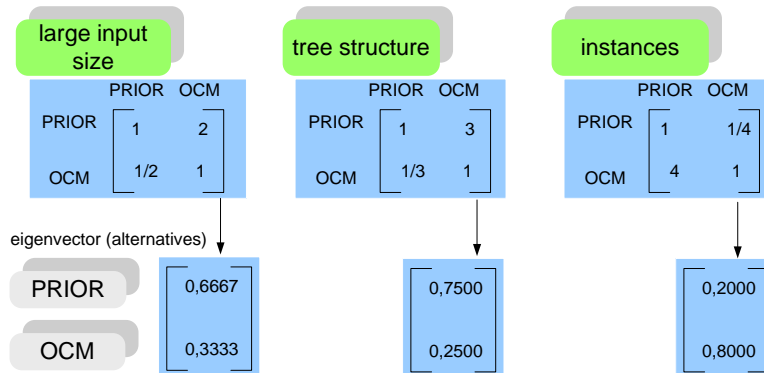 large input
size
tree structure
instances
PRIOR OCM
PRIOR 1 2
OCM 1/2 1
PRIOR OCM
PRIOR 1 3
OCM 1/3 1
PRIOR OCM
PRIOR 1 1/4
OCM 4 1
eigenvector (alternatives)
PRIOR 0,6667 0,7500 0,2000
OCM 0,3333 0,2500 0,8000